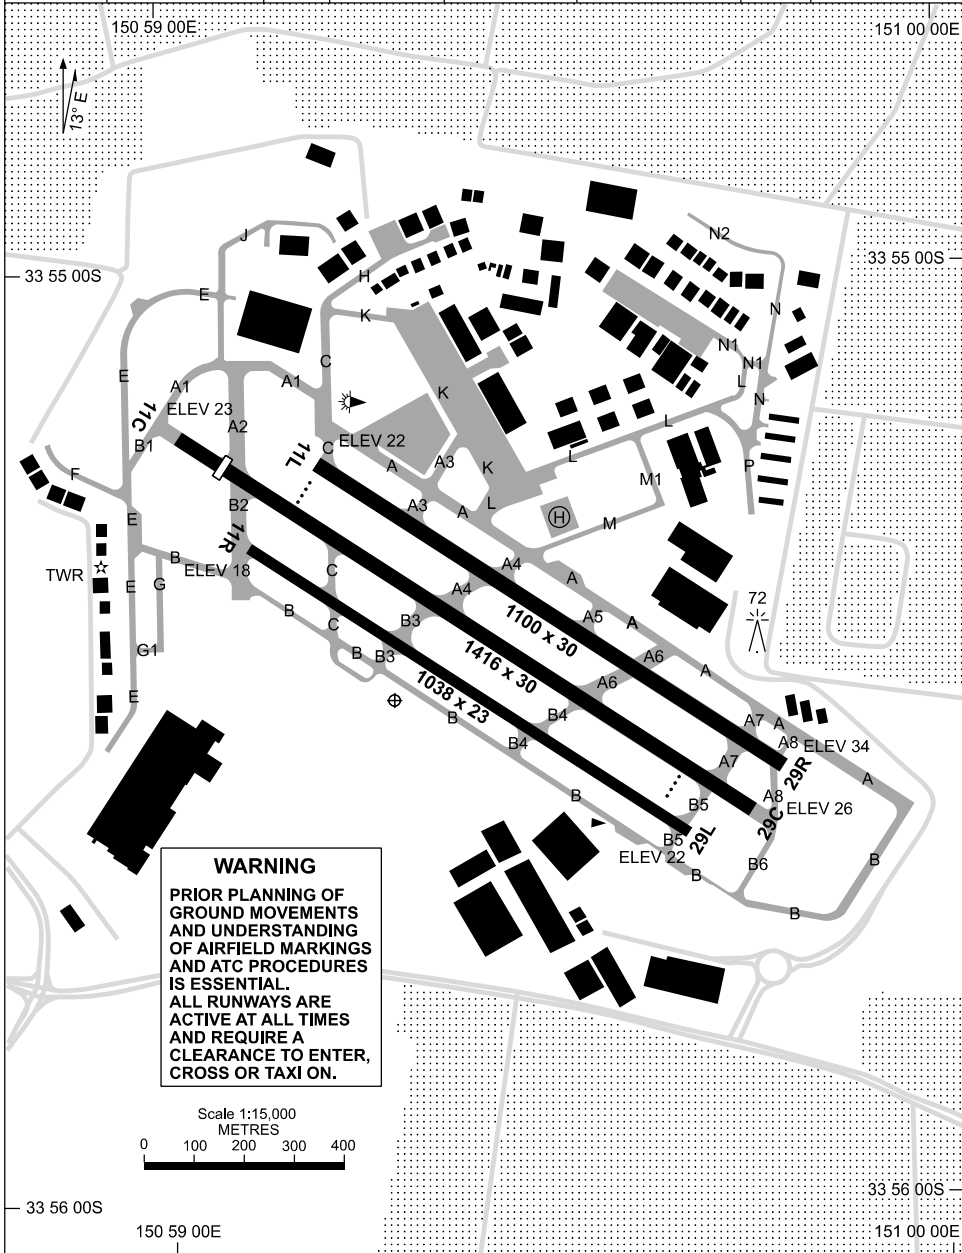 150 59 00E
151 00 00E
13° E
N2
J
33 55 00S
33 55 00S
H
E
K
N
N1
C
N1
E
A1
A1
L
K
N
ELEV 23
11C
A2
ELEV 22
L
B1
11L
C
A
A3
K
L
P
F
M1
B2
A3
A
L
H
M
11R
B
ELEV 18
A4
TWR
C
A
E
G
A4
72
B
C
B3
A5
A
1100 x 30
G1
B
B3
A6
A
1416 x 30
A6
E
1038 x 23
B
B4
A7
A
B4
A8
ELEV 34
A7
29R
A
B
A8
B5
ELEV 26
29C
B5
29L
ELEV 22
B
B6
B
B
WARNING
PRIOR PLANNING OF
GROUND MOVEMENTS
AND UNDERSTANDING
OF AIRFIELD MARKINGS
AND ATC PROCEDURES
IS ESSENTIAL.
ALL RUNWAYS ARE
ACTIVE AT ALL TIMES
AND REQUIRE A
CLEARANCE TO ENTER,
CROSS OR TAXI ON.
Scale 1:15,000
METRES
0 100 200 300 400
33 56 00S
33 56 00S
150 59 00E
151 00 00E